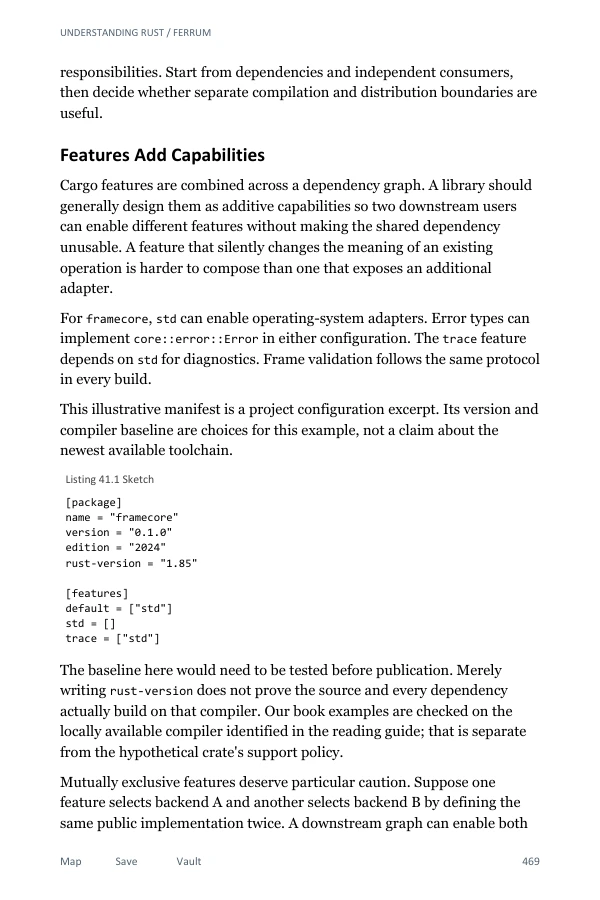 UNDERSTANDING RUST / FERRUM
responsibilities. Start from dependencies and independent consumers,
then decide whether separate compilation and distribution boundaries are
useful.
Features Add Capabilities
Cargo features are combined across a dependency graph. A library should
generally design them as additive capabilities so two downstream users
can enable different features without making the shared dependency
unusable. A feature that silently changes the meaning of an existing
operation is harder to compose than one that exposes an additional
adapter.
For framecore, std can enable operating-system adapters. Error types can
implement core::error::Error in either configuration. The trace feature
depends on std for diagnostics. Frame validation follows the same protocol
in every build.
This illustrative manifest is a project configuration excerpt. Its version and
compiler baseline are choices for this example, not a claim about the
newest available toolchain.
Listing 41.1 Sketch
[package]
name = "framecore"
version = "0.1.0"
edition = "2024"
rust-version = "1.85"
[features]
default = ["std"]
std = []
trace = ["std"]
The baseline here would need to be tested before publication. Merely
writing rust-version does not prove the source and every dependency
actually build on that compiler. Our book examples are checked on the
locally available compiler identified in the reading guide; that is separate
from the hypothetical crate's support policy.
Mutually exclusive features deserve particular caution. Suppose one
feature selects backend A and another selects backend B by defining the
same public implementation twice. A downstream graph can enable both
Map Save Vault 469